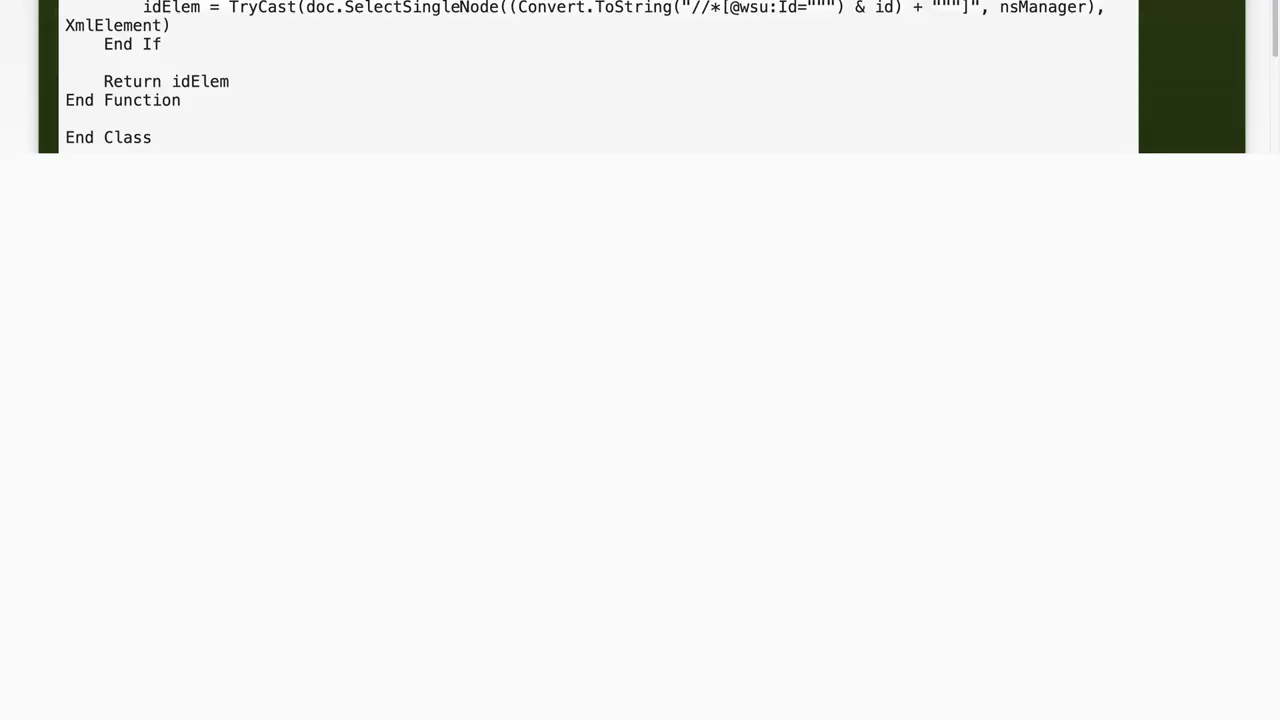 idElem = TryCast(doc.SelectSingleNode((Convert.ToString("//*[@wsu:Id=""") & id) + """]", nsManager),
XmlElement)
End If
Return idElem
End Function
End Class